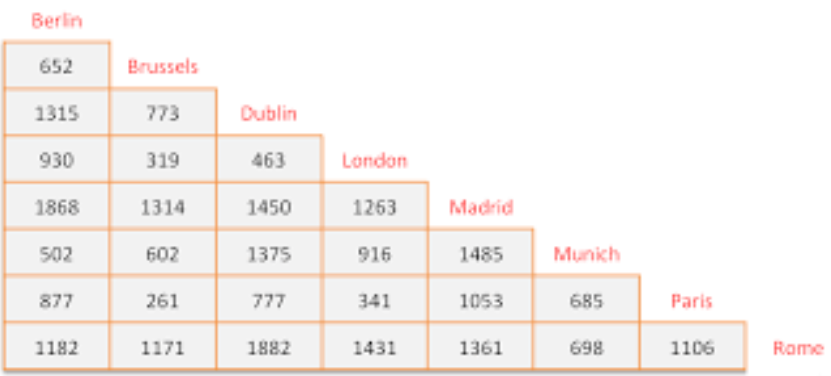 Berlin
652 Brussels
1315 773 Dublin
930 319 463 London
1868 1314 1450 1263 Madrid
502 602 1375 916 1485 Munich
877 261 777 341 1053 685 Paris
1182 1171 1882 1431 1361 698 1106 Rome